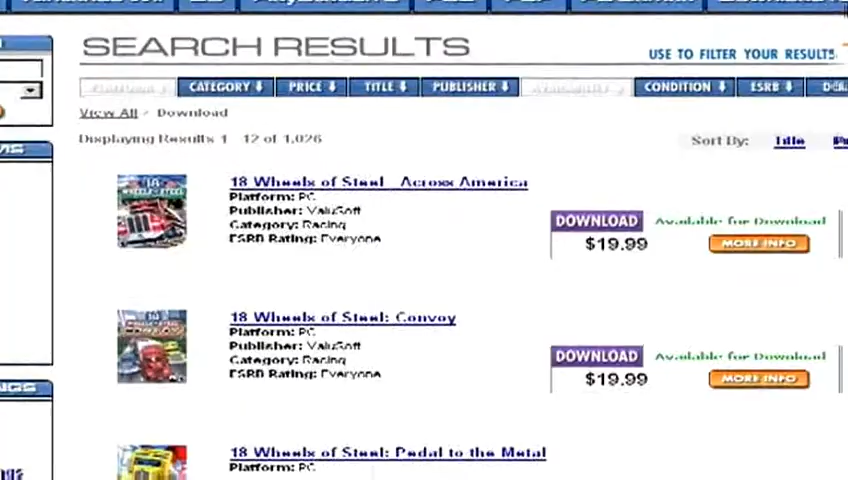 SEARCH RESULTS
USE TO FILTER YOUR RESULTS
CATEGORY PRICE TITLE PUBLISHER AVAILABILITY CONDITION ESRB
View All > Download
Displaying Results 1 - 12 of 1,026
Sort By: Title
18 Wheels of Steel - Across America
Platform: PC
Publisher: ValuSoft
Category: Racing
ESRB Rating: Everyone
DOWNLOAD Available for Download
$19.99 MORE INFO
18 Wheels of Steel: Convoy
Platform: PC
Publisher: ValuSoft
Category: Racing
ESRB Rating: Everyone
DOWNLOAD Available for Download
$19.99 MORE INFO
18 Wheels of Steel: Pedal to the Metal
Platform: PC